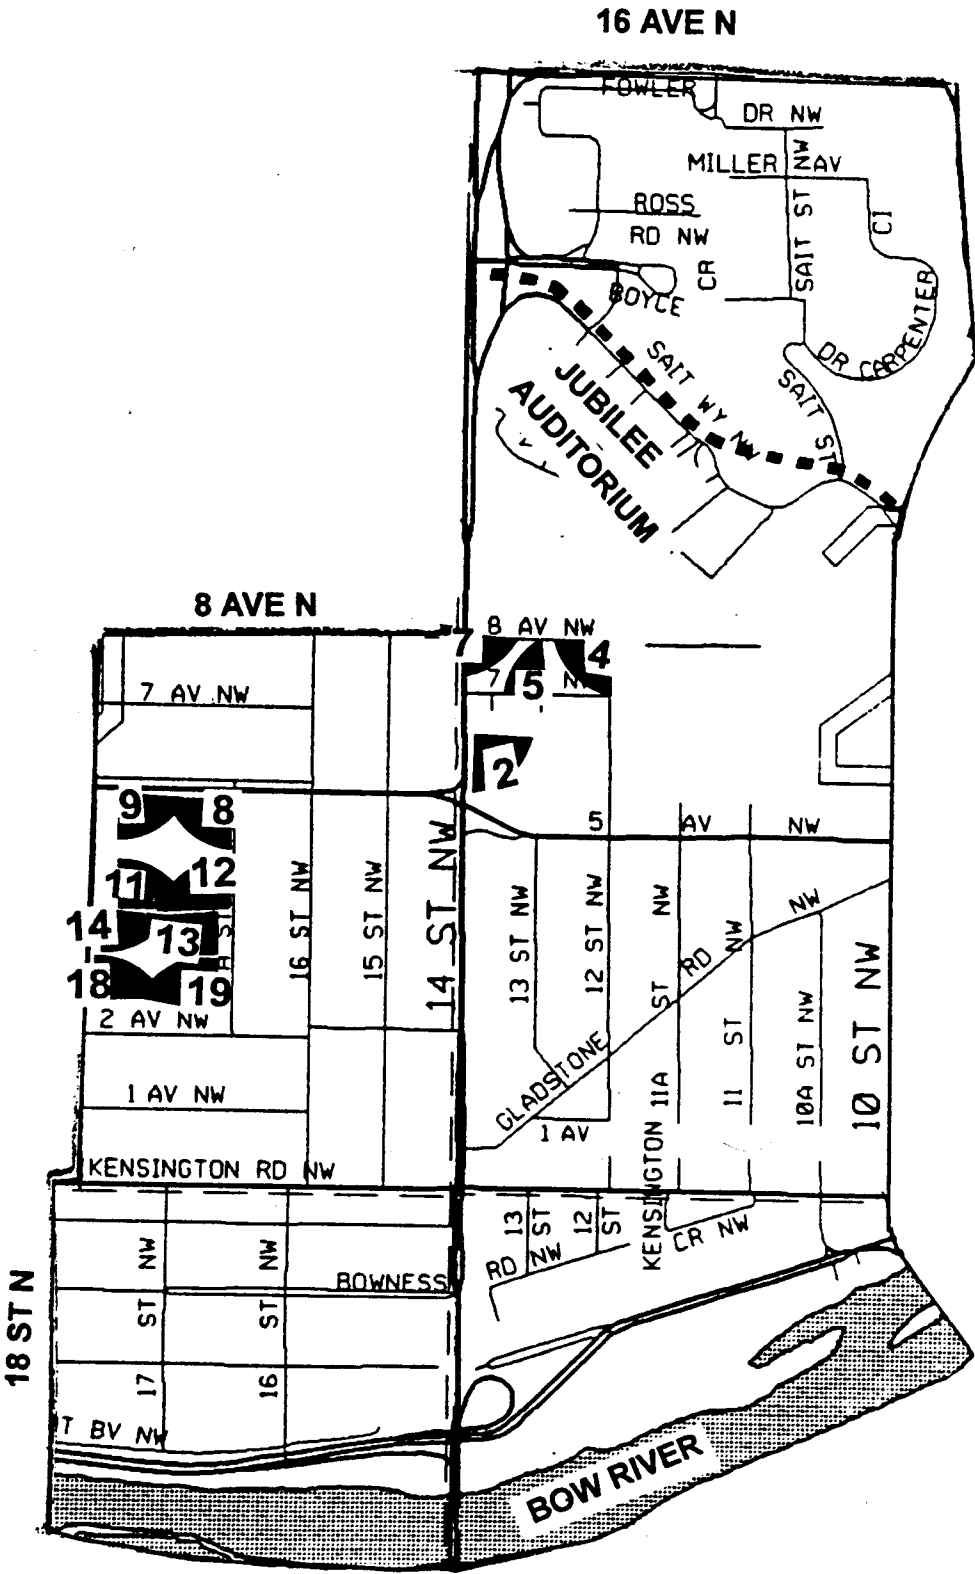 16 AVE N
FOWLER
DR NW
MILLER AV
SAIT ST NW
ROSS
RD NW
CI
CR
BOYCE
DR CARPENTER
SAIT WY NW
SAIT ST
JUBILEE
AUDITORIUM
8 AVE N
7
8 AV NW
4
7
5
7 AV NW
2
9
8
5 AV NW
12
11
14
13
18
19
16 ST NW
15 ST NW
14 ST NW
13 ST NW
12 ST NW
11A ST NW
11 ST NW
10A ST NW
10 ST NW
GLADSTONE RD NW
2 AV NW
1 AV NW
1 AV
KENSINGTON RD NW
KENSINGTON
13 ST
12 ST
RD NW
CR NW
BOWNESS
17 ST NW
16 ST NW
18 ST N
BV NW
BOW RIVER